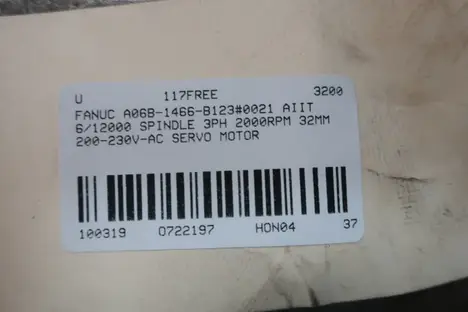 U 117FREE 3200
FANUC A06B-1466-B123#0021 AIIT
6/12000 SPINDLE 3PH 2000RPM 32MM
200-230V-AC SERVO MOTOR
100319 0722197 HON04 37